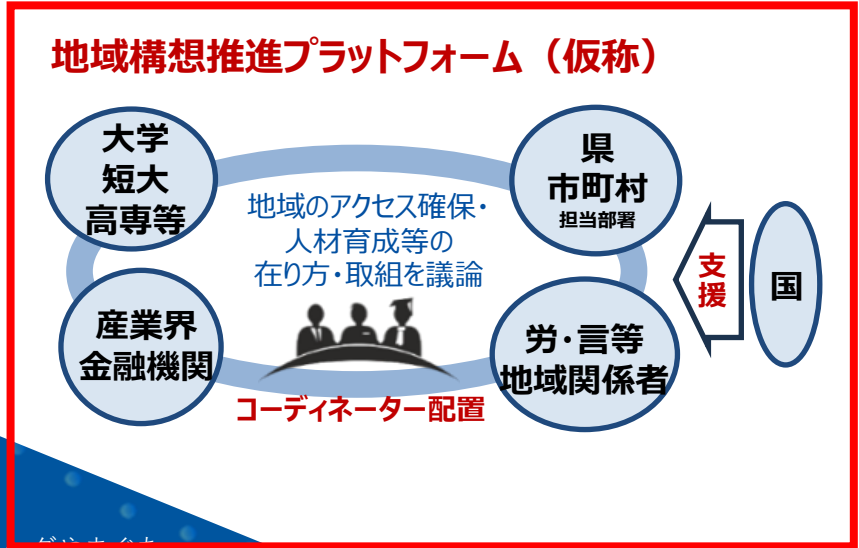 地域構想推進プラットフォーム（仮称）
大学
短大
高専等
県
市町村
担当部署
地域のアクセス確保・
人材育成等の
在り方・取組を議論
支援
国
産業界
金融機関
労・言等
地域関係者
コーディネーター配置